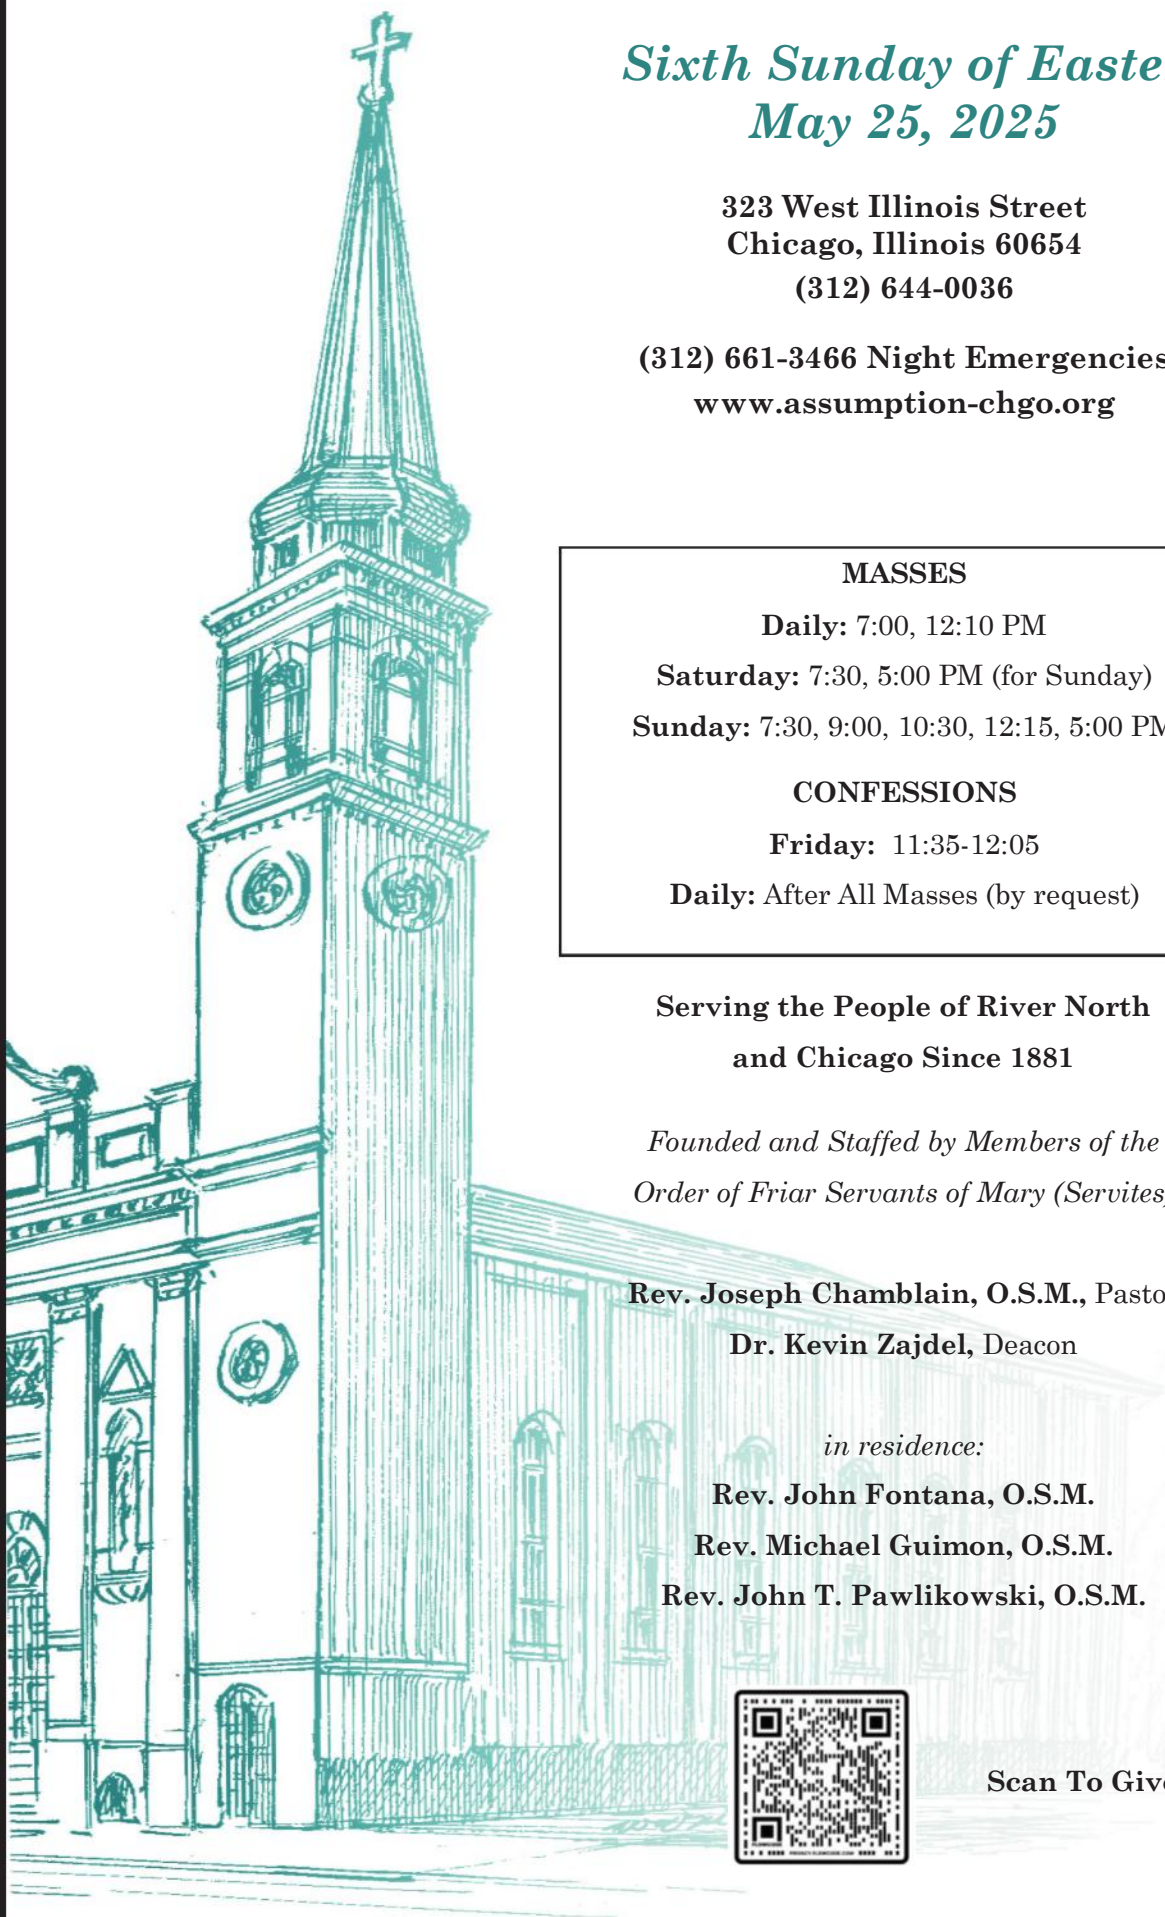 Sixth Sunday of Easte
May 25, 2025
323 West Illinois Street
Chicago, Illinois 60654
(312) 644-0036
(312) 661-3466 Night Emergencies
www.assumption-chgo.org
MASSES
Daily: 7:00, 12:10 PM
Saturday: 7:30, 5:00 PM (for Sunday)
Sunday: 7:30, 9:00, 10:30, 12:15, 5:00 PM
CONFESSIONS
Friday: 11:35-12:05
Daily: After All Masses (by request)
Serving the People of River North
and Chicago Since 1881
Founded and Staffed by Members of the
Order of Friar Servants of Mary (Servites)
Rev. Joseph Chamblain, O.S.M., Pasto
Dr. Kevin Zajdel, Deacon
in residence:
Rev. John Fontana, O.S.M.
Rev. Michael Guimon, O.S.M.
Rev. John T. Pawlikowski, O.S.M.
Scan To Give